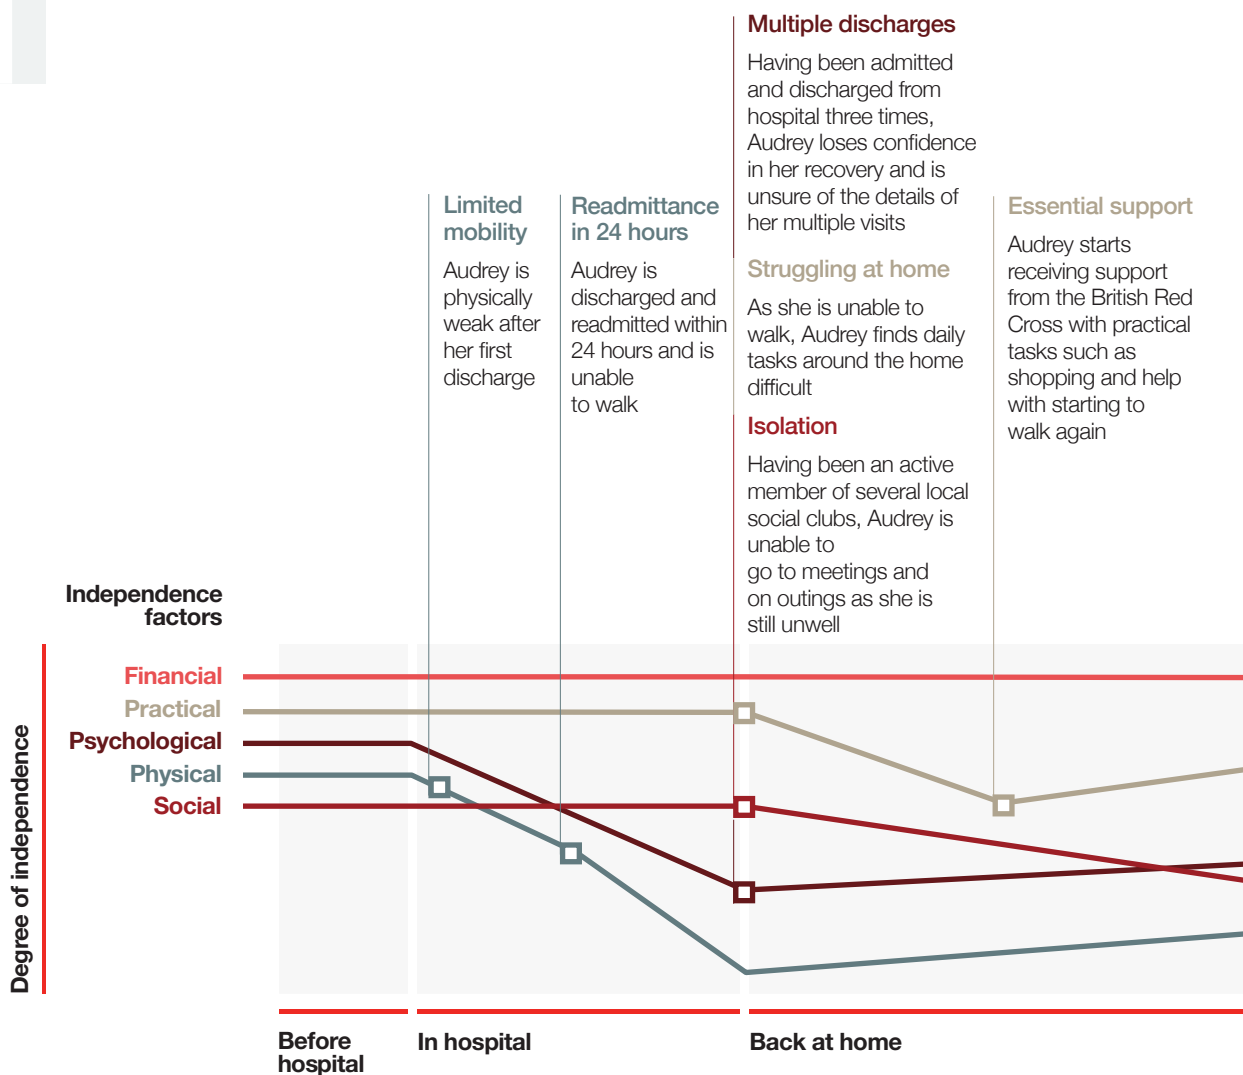 Multiple discharges
Having been admitted
and discharged from
hospital three times,
Audrey loses confidence
in her recovery and is
unsure of the details of
her multiple visits
Limited
mobility
Audrey is
physically
weak after
her first
discharge
Readmittance
in 24 hours
Audrey is
discharged and
readmitted within
24 hours and is
unable
to walk
Struggling at home
As she is unable to
walk, Audrey finds daily
tasks around the home
difficult
Isolation
Having been an active
member of several local
social clubs, Audrey is
unable to
go to meetings and
on outings as she is
still unwell
Essential support
Audrey starts
receiving support
from the British Red
Cross with practical
tasks such as
shopping and help
with starting to
walk again
Independence
factors
Financial
Practical
Psychological
Physical
Social
Degree of independence
Before
hospital
In hospital
Back at home